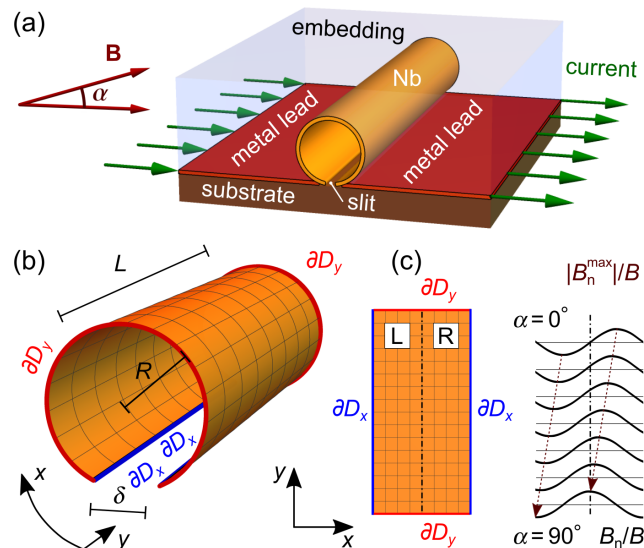 (a)
embedding
B
α
Nb
current
metal lead
metal lead
substrate
slit
(b)
L
∂D_y
∂D_y
R
∂D_x
∂D_x
δ
x
y
(c)
∂D_y
L
R
∂D_x
∂D_x
∂D_y
y
x
|B_n^max|/B
α=0°
α=90°
B_n/B